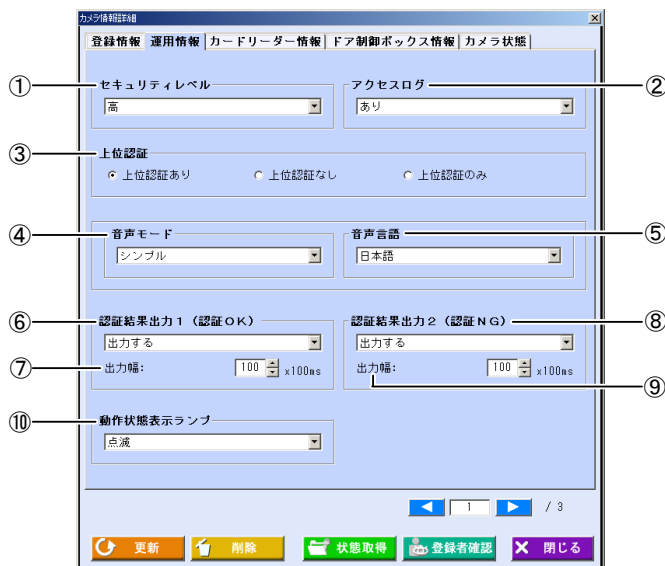 カメラ情報詳細
登録情報 運用情報 カードリーダー情報 ドア制御ボックス情報 カメラ状態
① セキュリティレベル アクセスログ ②
高 あり
③ 上位認証
上位認証あり 上位認証なし 上位認証のみ
④ 音声モード 音声言語 ⑤
シンプル 日本語
⑥ 認証結果出力1（認証OK） 認証結果出力2（認証NG） ⑧
出力する 出力する
⑦ 出力幅： 100 x100ms 出力幅： 100 x100ms
⑨
⑩ 動作状態表示ランプ
点滅
1 / 3
更新 削除 状態取得 登録者確認 閉じる